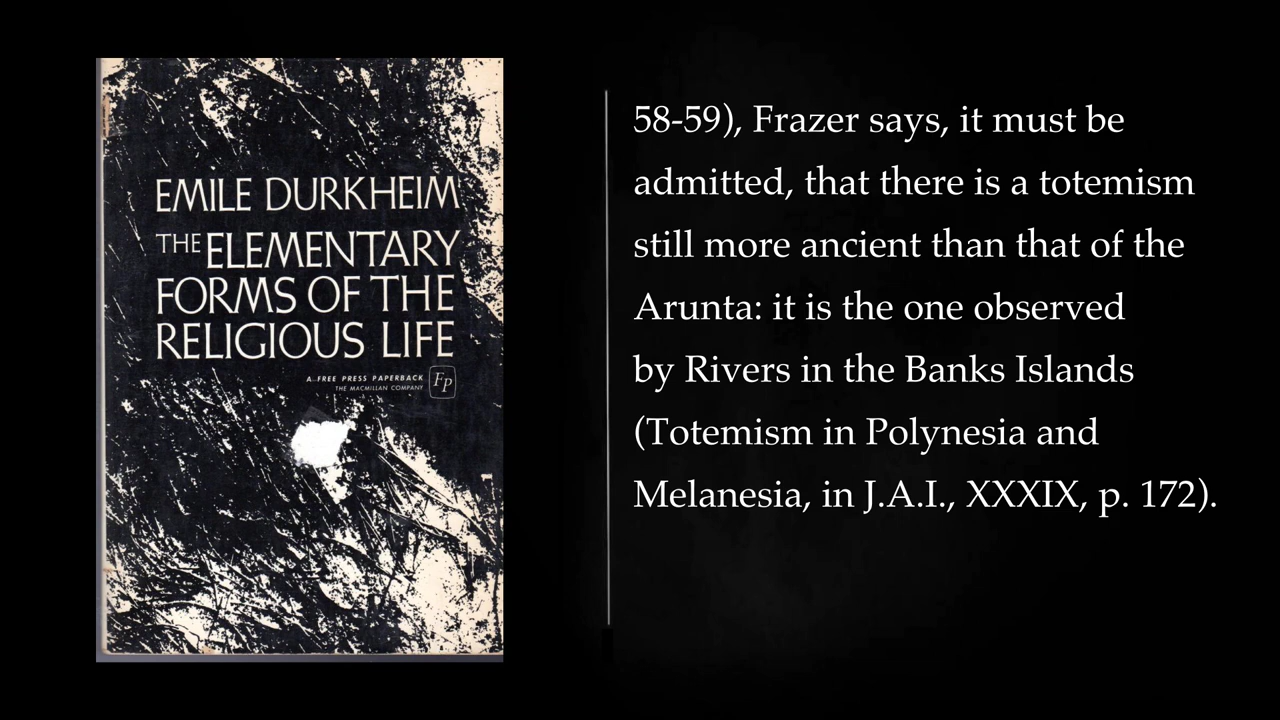 EMILE DURKHEIM
THE ELEMENTARY
FORMS OF THE
RELIGIOUS LIFE
A FREE PRESS PAPERBACK
THE MACMILLAN COMPANY
Fp
58-59), Frazer says, it must be
admitted, that there is a totemism
still more ancient than that of the
Arunta: it is the one observed
by Rivers in the Banks Islands
(Totemism in Polynesia and
Melanesia, in J.A.I., XXXIX, p. 172).